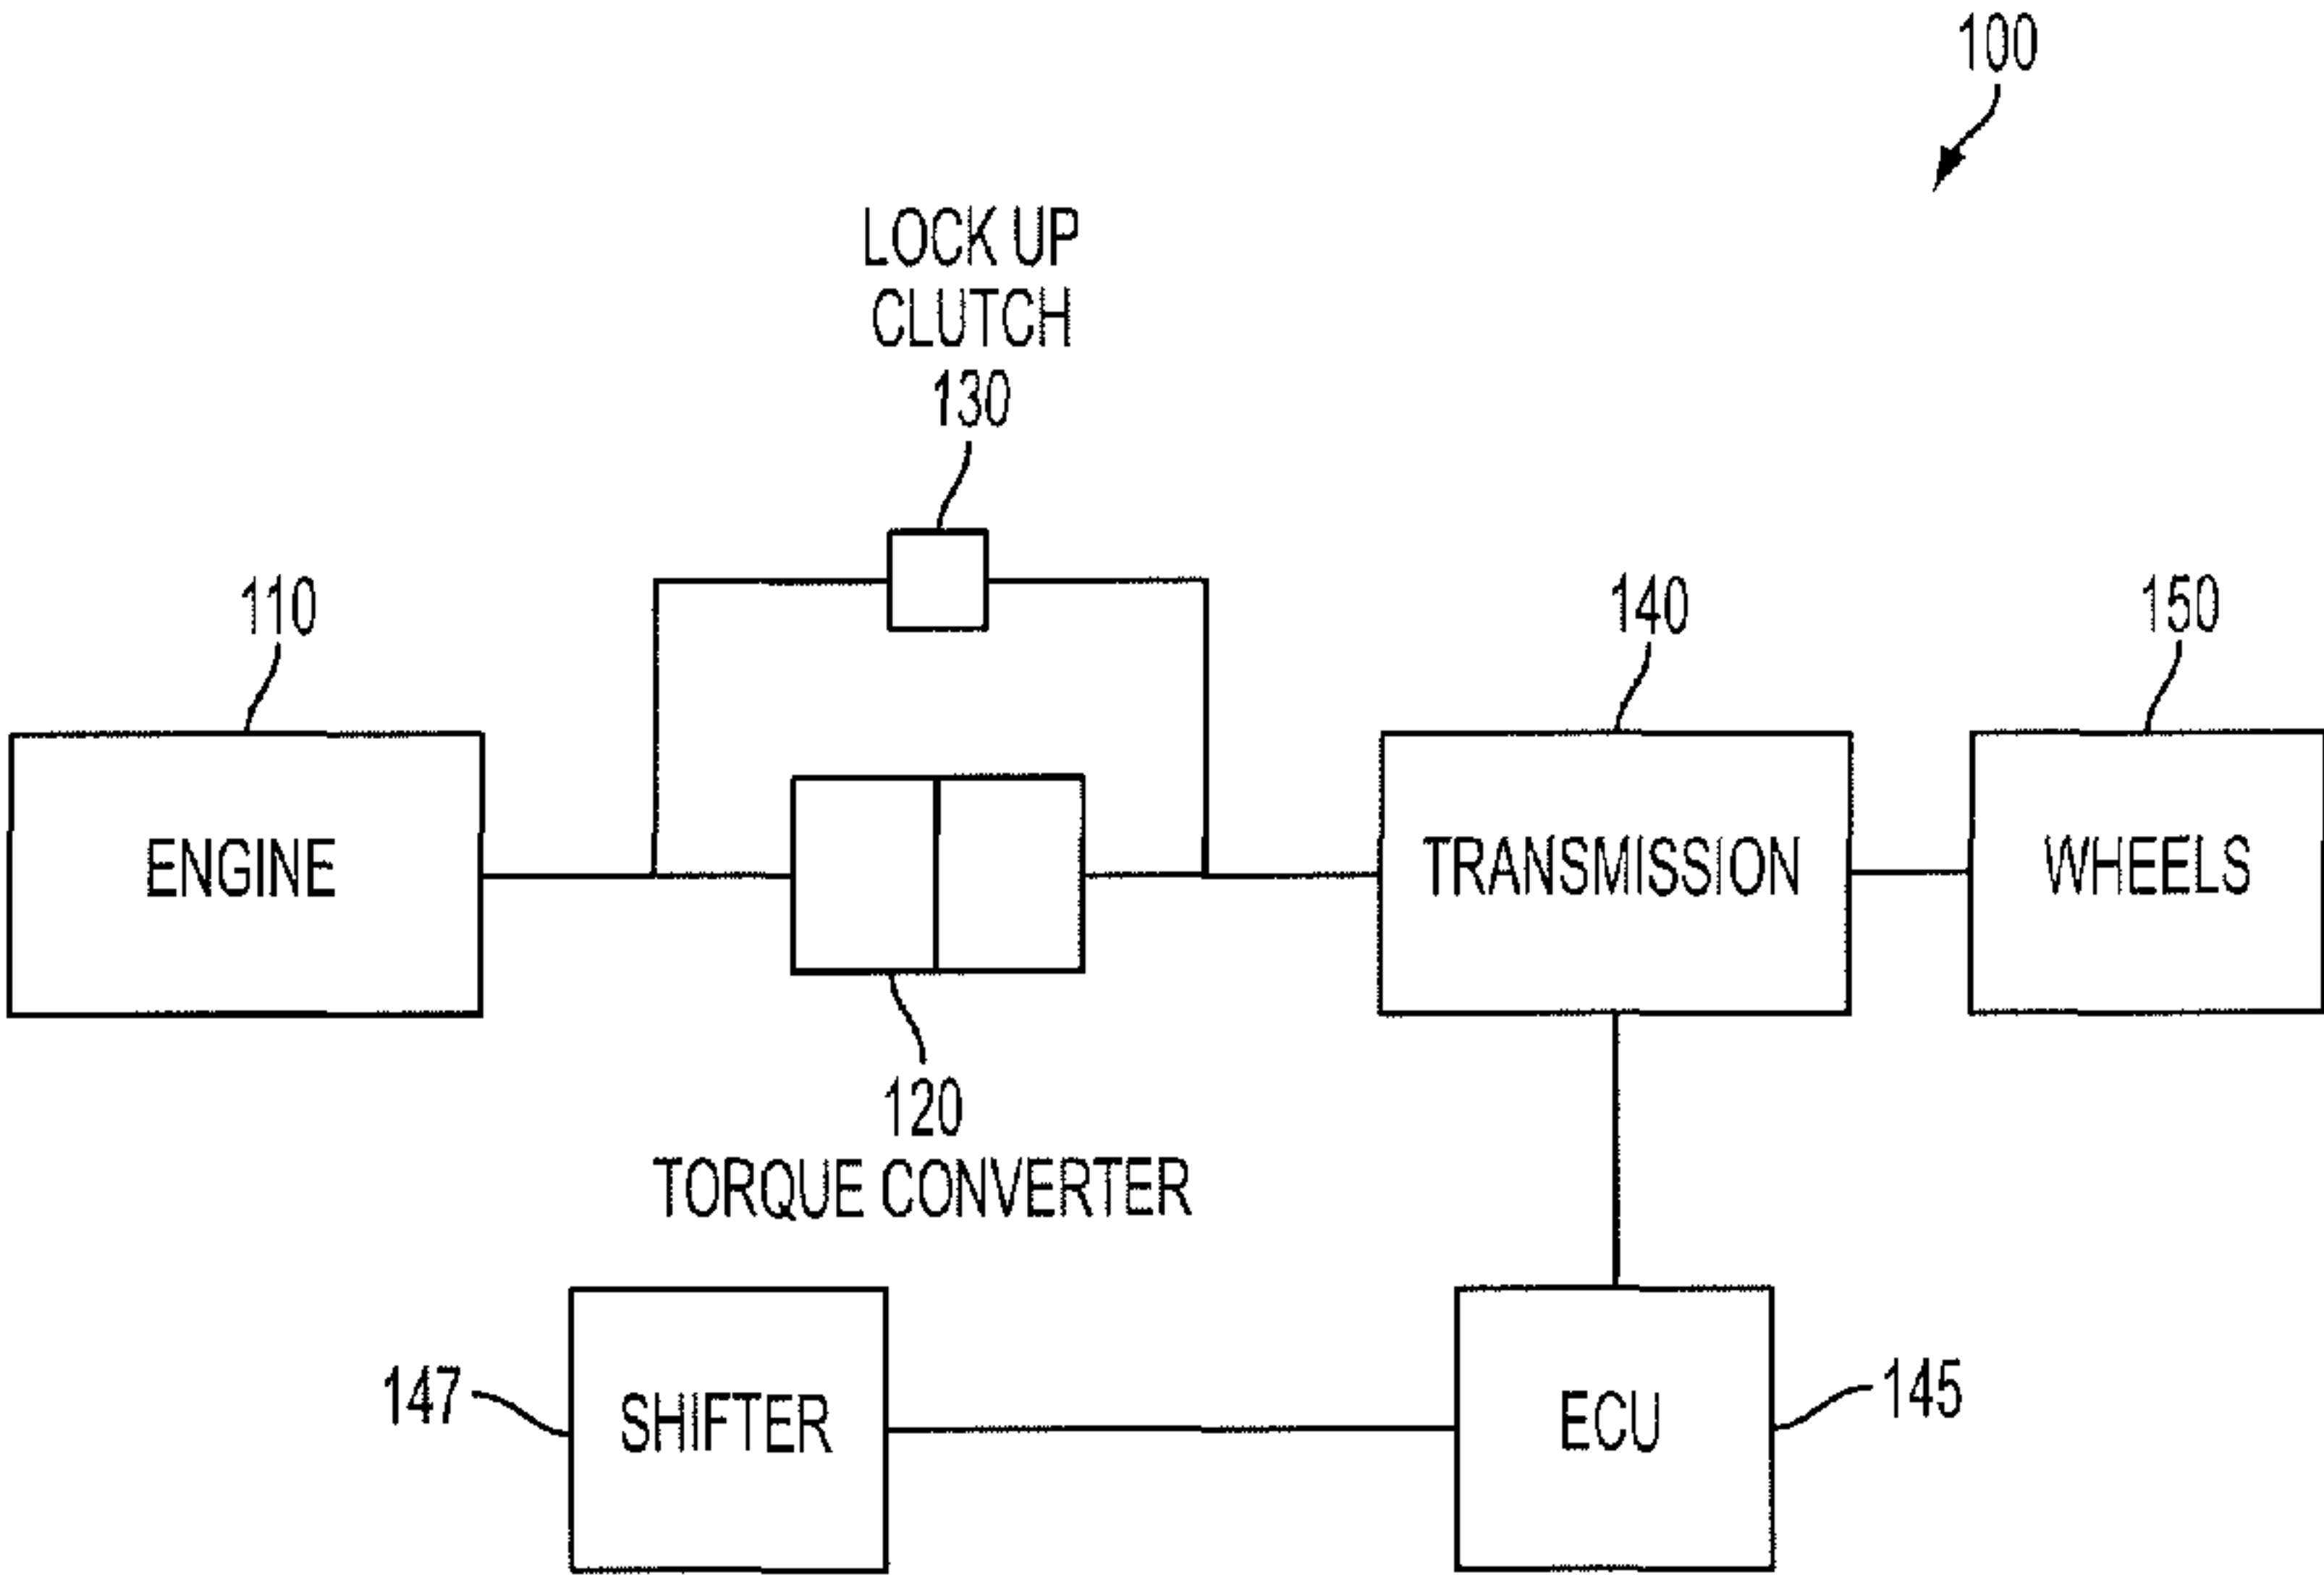 100
LOCK UP
CLUTCH
130
110
140
150
ENGINE
TRANSMISSION
WHEELS
120
TORQUE CONVERTER
147
SHIFTER
ECU
145